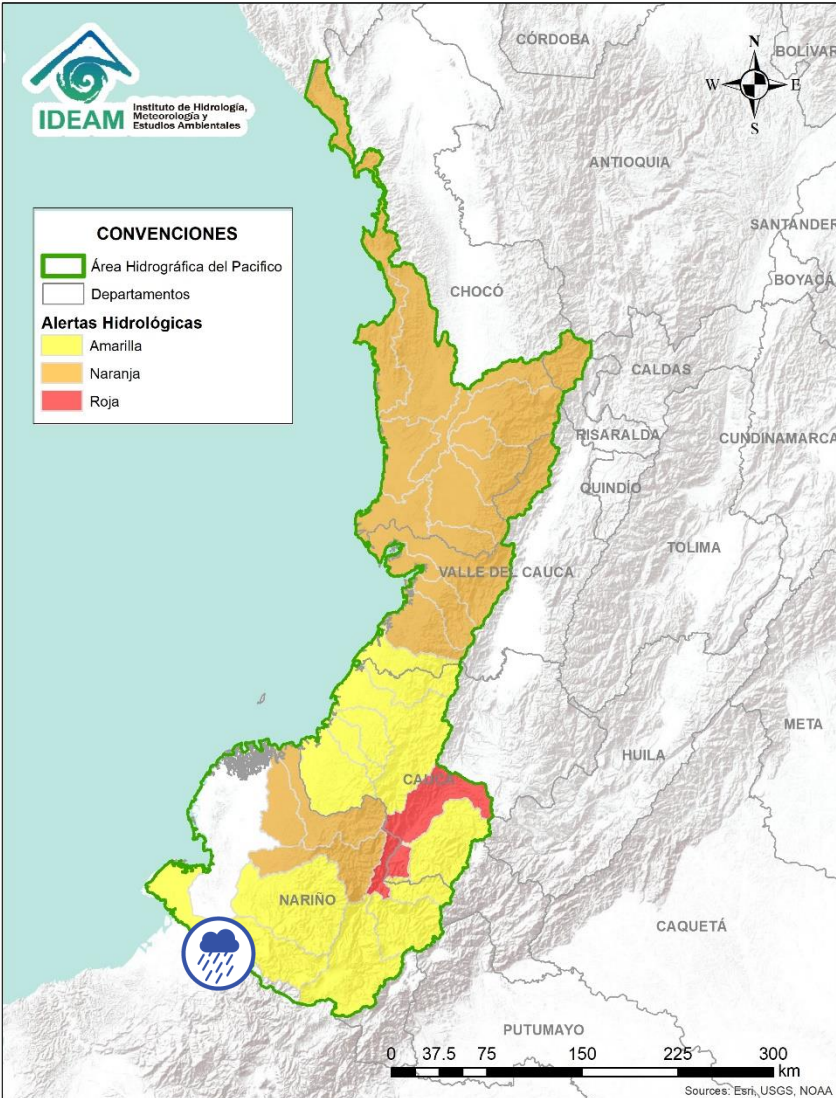 IDEAM
Instituto de Hidrología,
Meteorología y
Estudios Ambientales
CONVENCIONES
Área Hidrográfica del Pacifico
Departamentos
Alertas Hidrológicas
Amarilla
Naranja
Roja
N
W
E
S
CÓRDOBA
BOLÍVAR
ANTIOQUIA
SANTANDER
BOYACÁ
CHOCÓ
CALDAS
RISARALDA
CUNDINAMARCA
QUINDÍO
TOLIMA
VALLE DEL CAUCA
META
HUILA
CAUCA
NARIÑO
CAQUETÁ
PUTUMAYO
0 37.5 75 150 225 300
km
Sources: Esri, USGS, NOAA